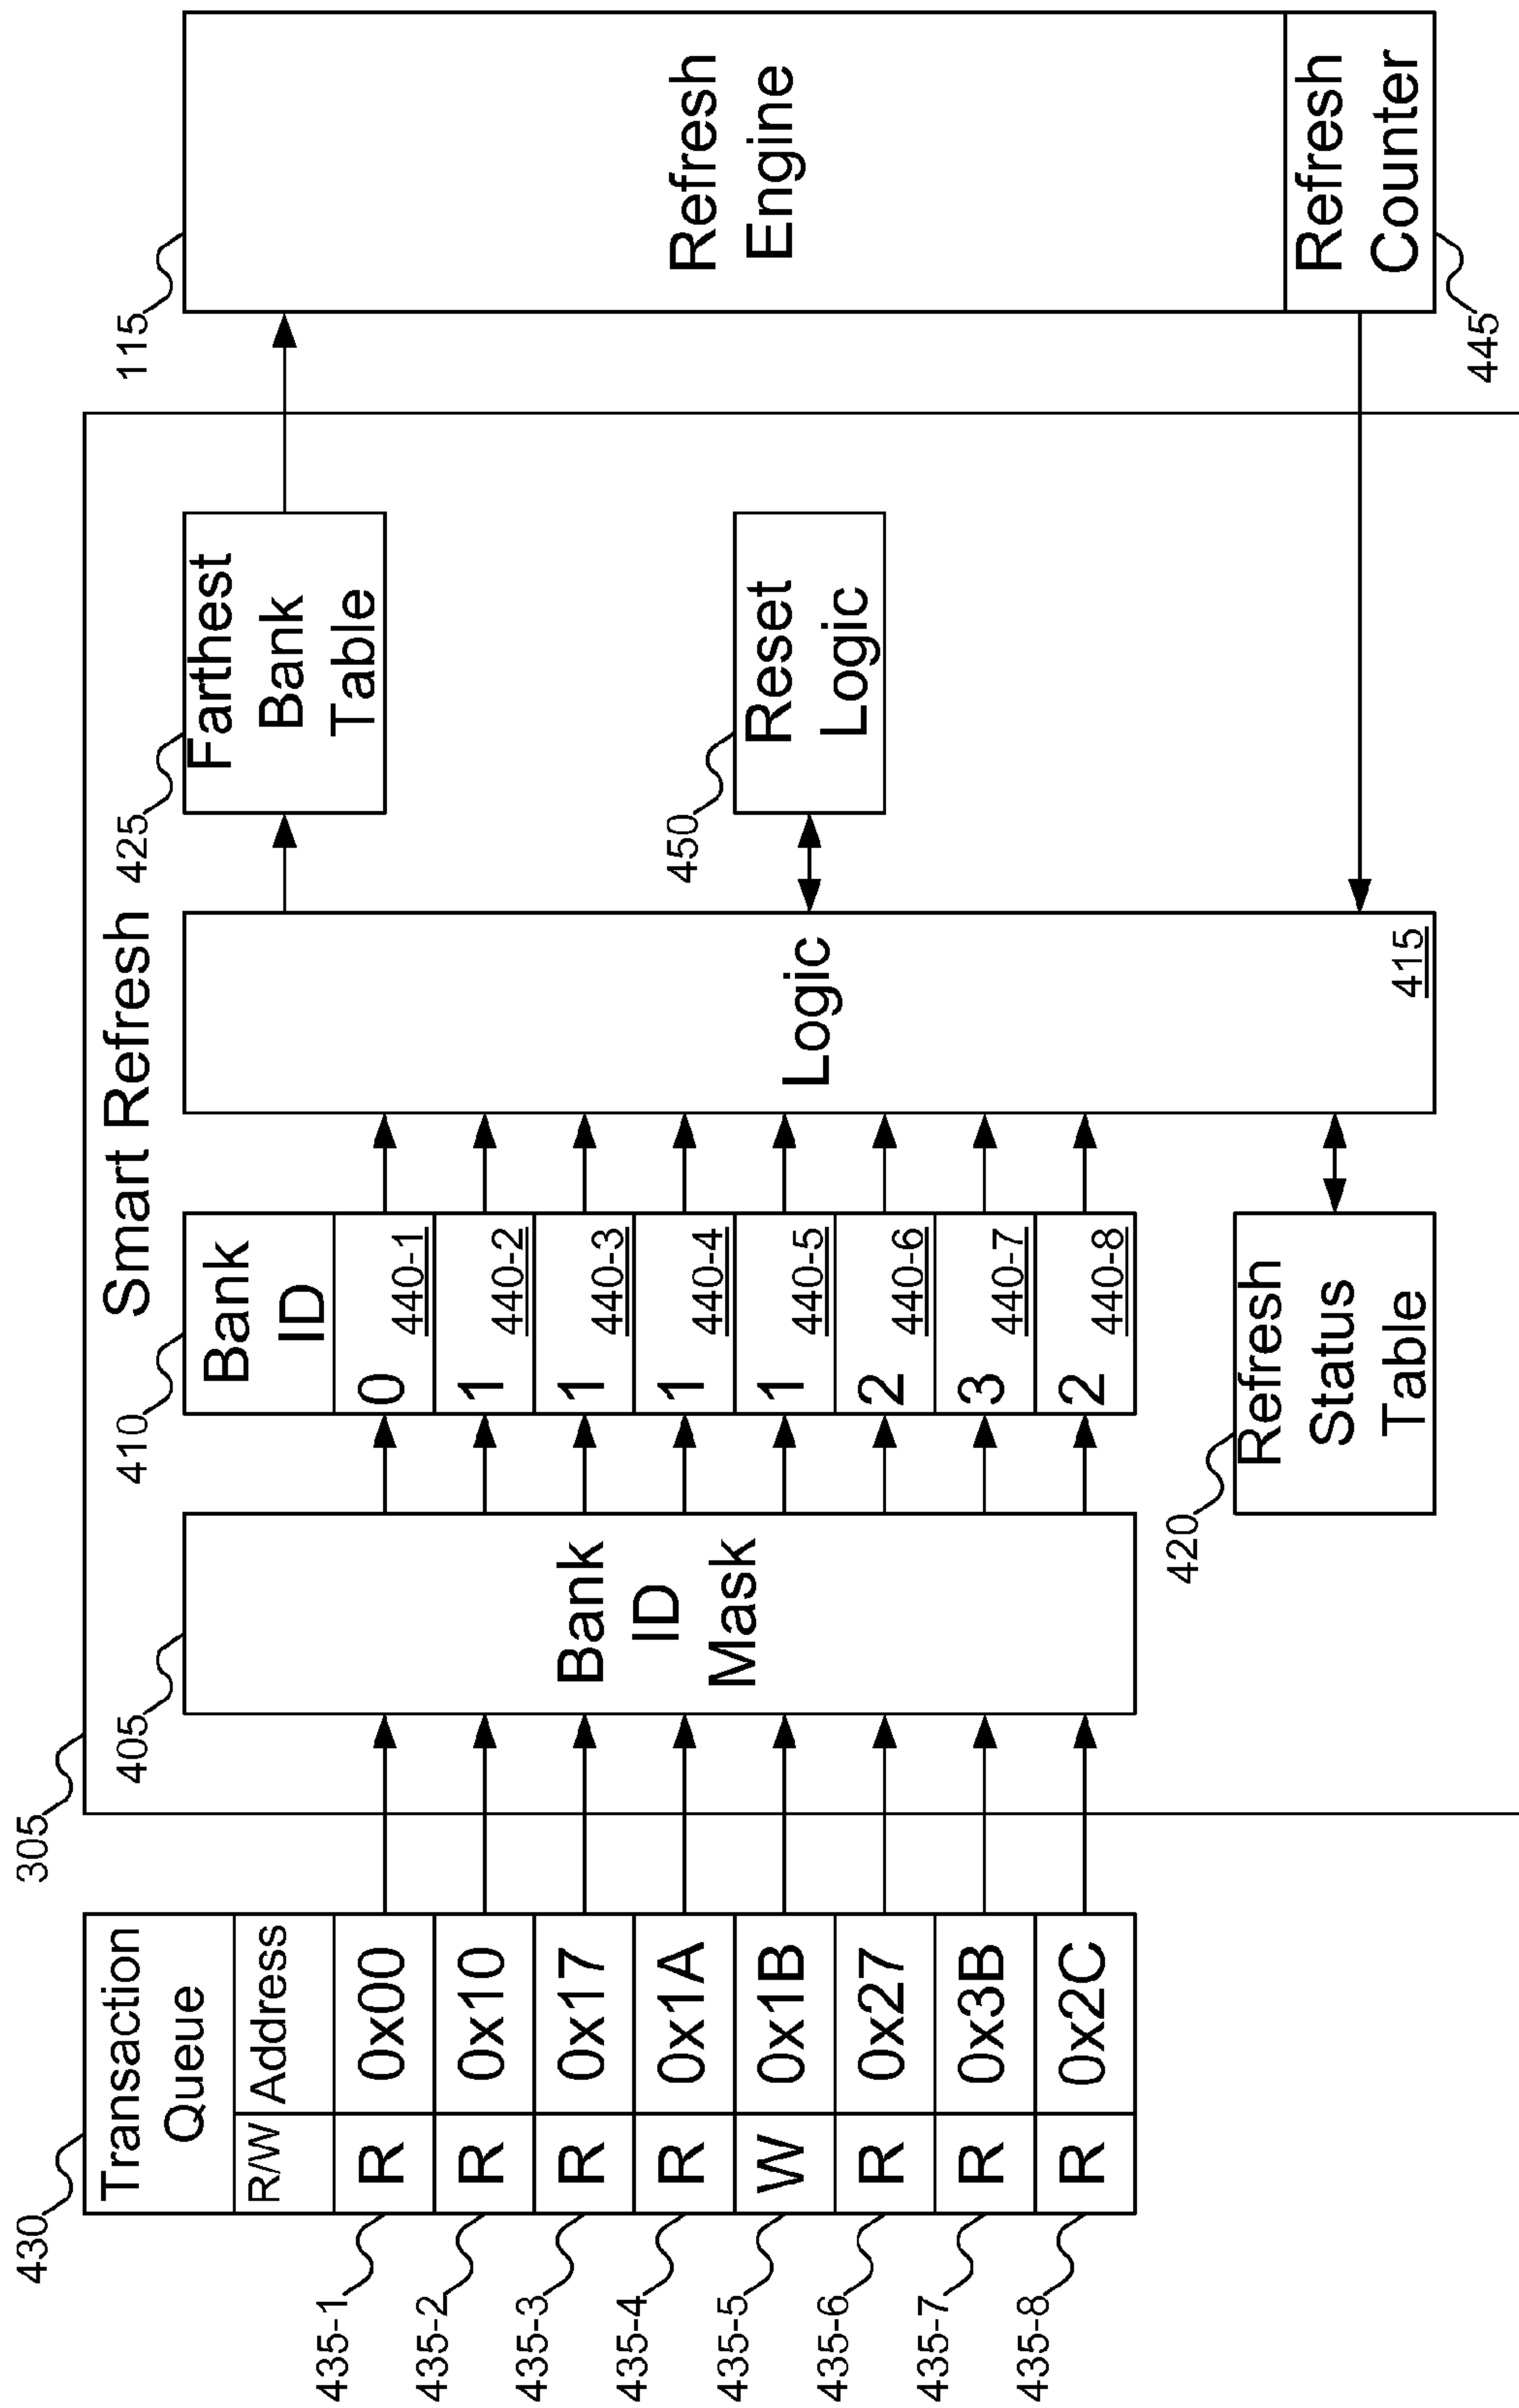 430
Transaction
Queue
R/W Address
435-1 R 0x00
435-2 R 0x10
435-3 R 0x17
435-4 R 0x1A
435-5 W 0x1B
435-6 R 0x27
435-7 R 0x3B
435-8 R 0x2C
305
Smart Refresh
405
Bank
ID
Mask
410
Bank
ID
0 440-1
1 440-2
1 440-3
1 440-4
1 440-5
2 440-6
3 440-7
2 440-8
420
Refresh
Status
Table
Logic
415
425
Farthest
Bank
Table
450
Reset
Logic
115
Refresh
Engine
Refresh
Counter
445